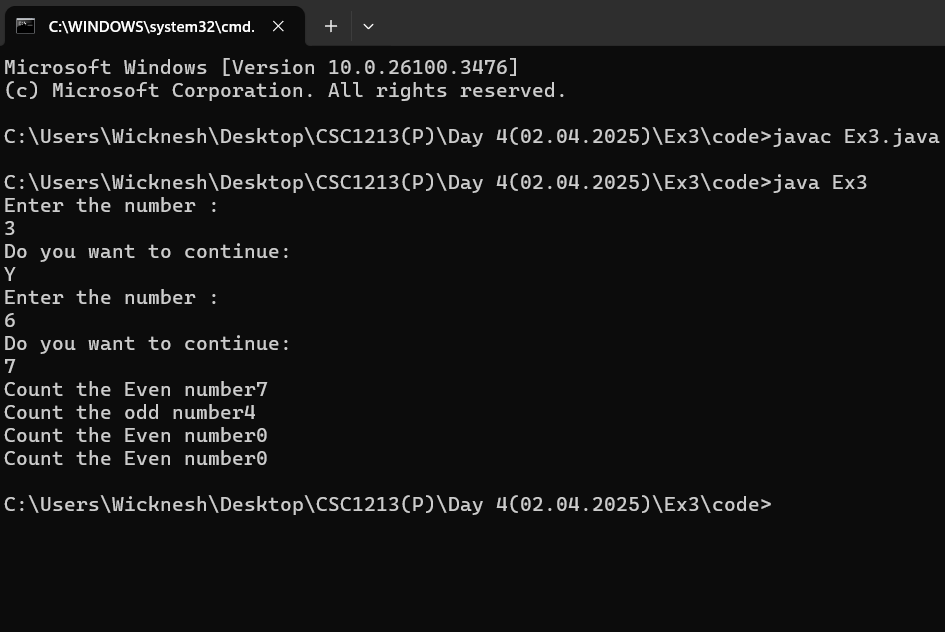 C:\WINDOWS\system32\cmd.
Microsoft Windows [Version 10.0.26100.3476]
(c) Microsoft Corporation. All rights reserved.
C:\Users\Wicknesh\Desktop\CSC1213(P)\Day 4(02.04.2025)\Ex3\code>javac Ex3.java
C:\Users\Wicknesh\Desktop\CSC1213(P)\Day 4(02.04.2025)\Ex3\code>java Ex3
Enter the number :
3
Do you want to continue:
Y
Enter the number :
6
Do you want to continue:
7
Count the Even number7
Count the odd number4
Count the Even number0
Count the Even number0
C:\Users\Wicknesh\Desktop\CSC1213(P)\Day 4(02.04.2025)\Ex3\code>